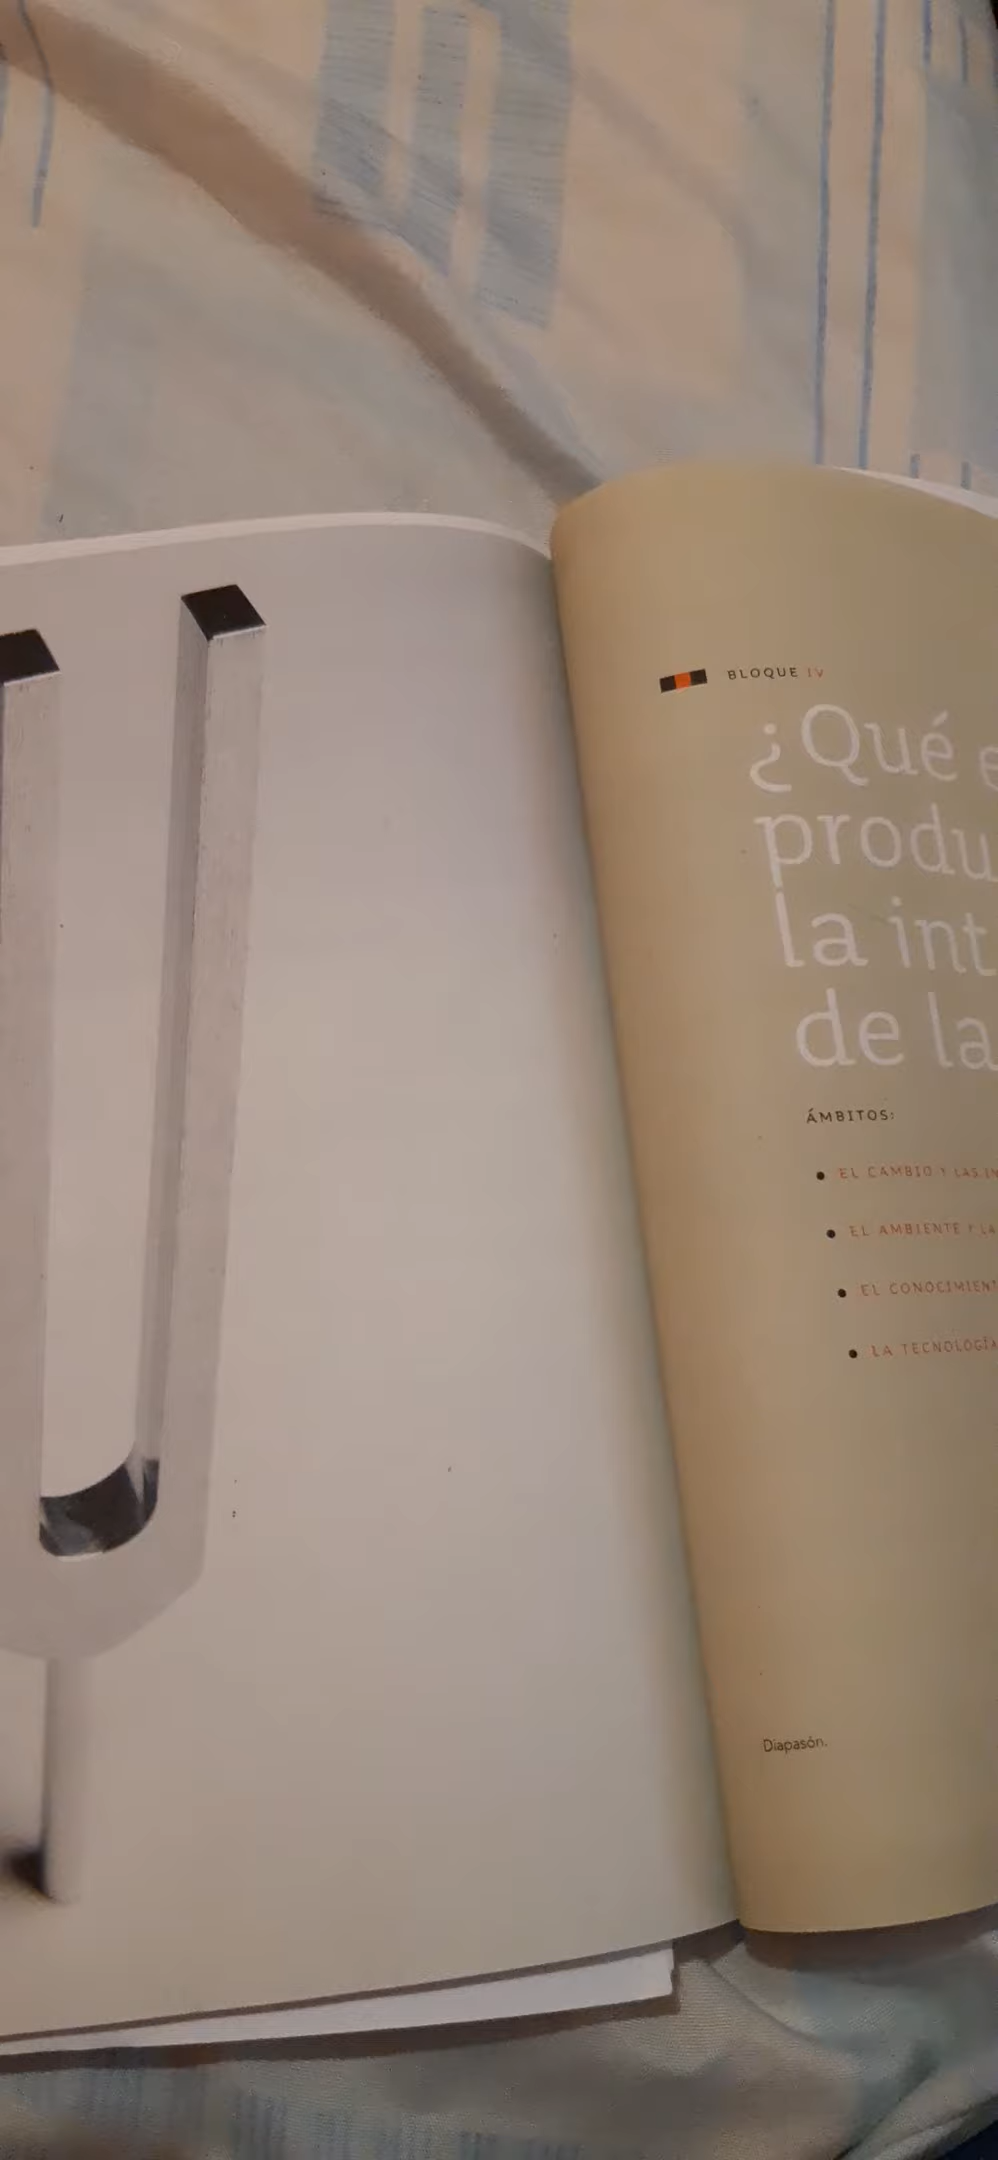 BLOQUE IV
¿Qué e
produ
la int
de la
ÁMBITOS:
• EL CAMBIO Y LAS IN
• EL AMBIENTE Y LA
• EL CONOCIMIENT
• LA TECNOLOGÍA
Diapasón.